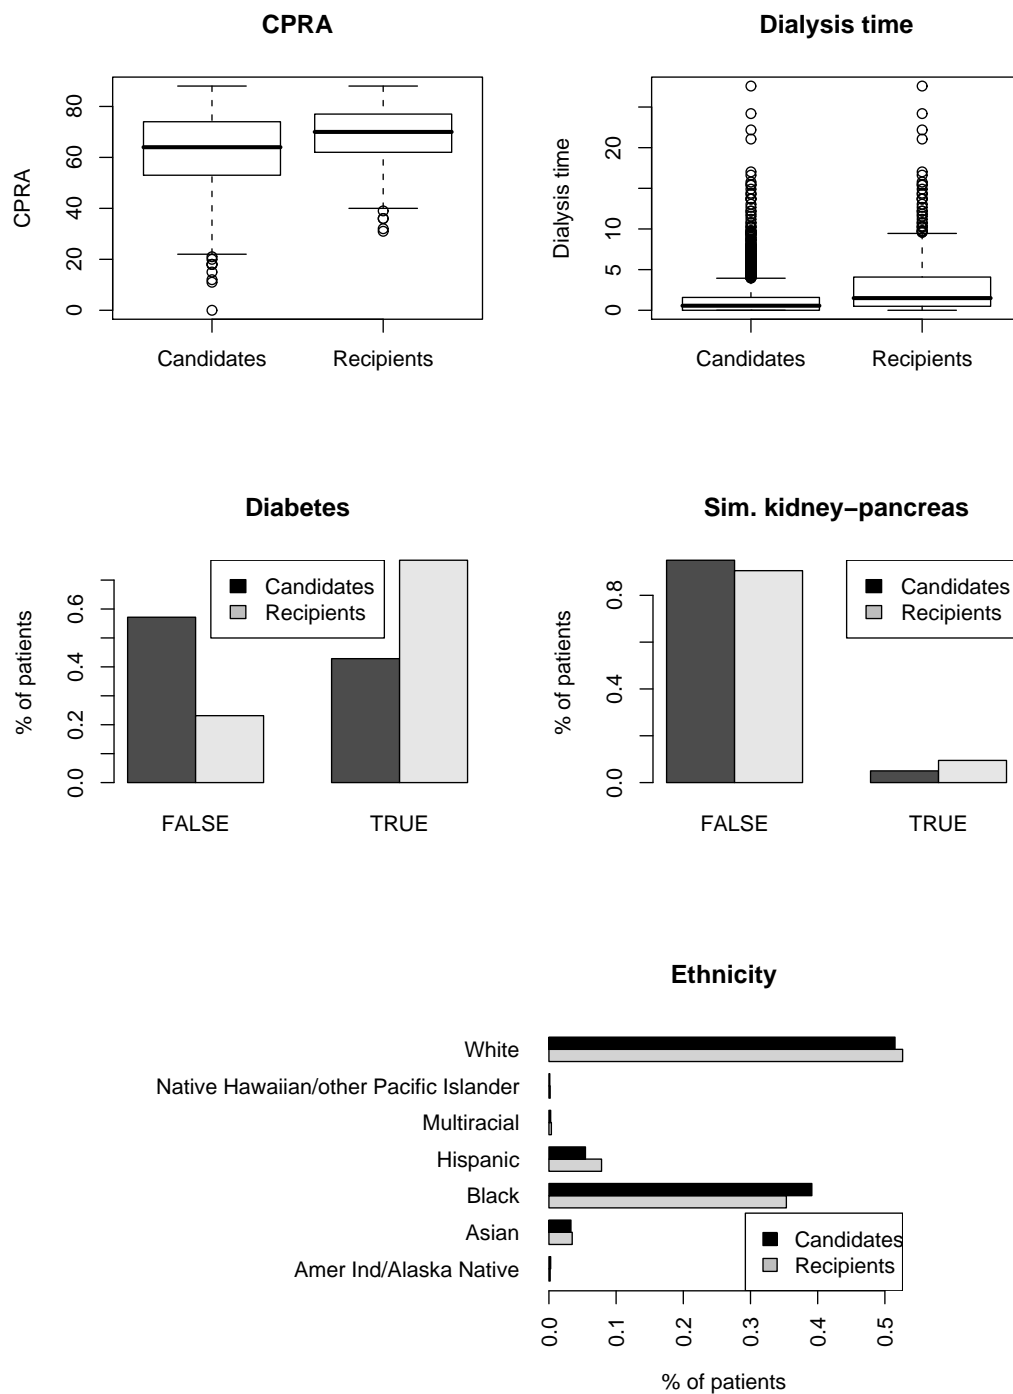 CPRA
CPRA
0
20
40
60
80
Candidates
Recipients
Dialysis time
Dialysis time
0
5
10
20
Candidates
Recipients
Diabetes
% of patients
0.0
0.2
0.4
0.6
Candidates
Recipients
FALSE
TRUE
Sim. kidney−pancreas
% of patients
0.0
0.4
0.8
Candidates
Recipients
FALSE
TRUE
Ethnicity
White
Native Hawaiian/other Pacific Islander
Multiracial
Hispanic
Black
Asian
Amer Ind/Alaska Native
Candidates
Recipients
0.0
0.1
0.2
0.3
0.4
0.5
% of patients